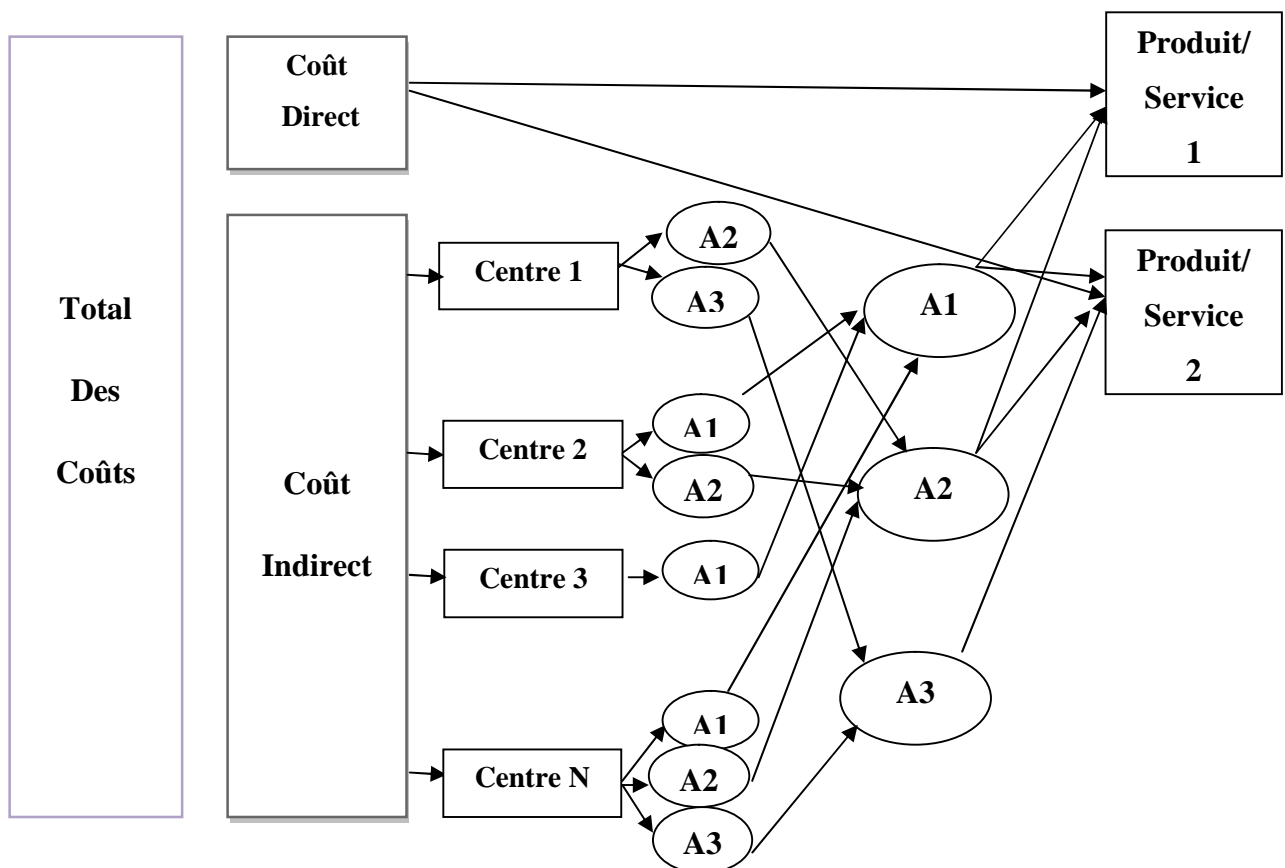 Total
Des
Coûts
Coût
Direct
Coût
Indirect
Centre 1
A2
A3
Centre 2
A1
A2
Centre 3
A1
Centre N
A1
A2
A3
A1
A2
A3
Produit/
Service
1
Produit/
Service
2